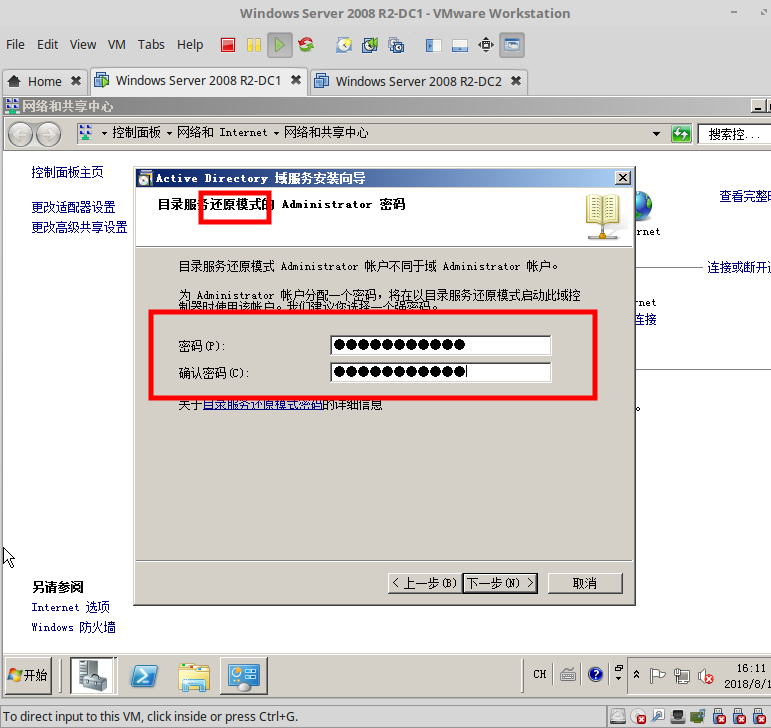 Windows Server 2008 R2-DC1 - VMware Workstation
File Edit View VM Tabs Help
Home Windows Server 2008 R2-DC1 Windows Server 2008 R2-DC2
网络和共享中心
控制面板 网络和 Internet 网络和共享中心 搜索控...
控制面板主页
更改适配器设置
更改高级共享设置
查看完整
rnet
连接或断开
rnet
连接
Active Directory 域服务安装向导
目录服务还原模式的 Administrator 密码
目录服务还原模式 Administrator 帐户不同于域 Administrator 帐户。
为 Administrator 帐户分配一个密码，将在以目录服务还原模式启动此域控
制器时使用该帐户。我们建议您选择一个强密码。
密码(P):
确认密码(C):
关于目录服务还原模式密码的详细信息
< 上一步(B) 下一步(N) > 取消
另请参阅
Internet 选项
Windows 防火墙
开始 CH 16:11
2018/8/1
To direct input to this VM, click inside or press Ctrl+G.